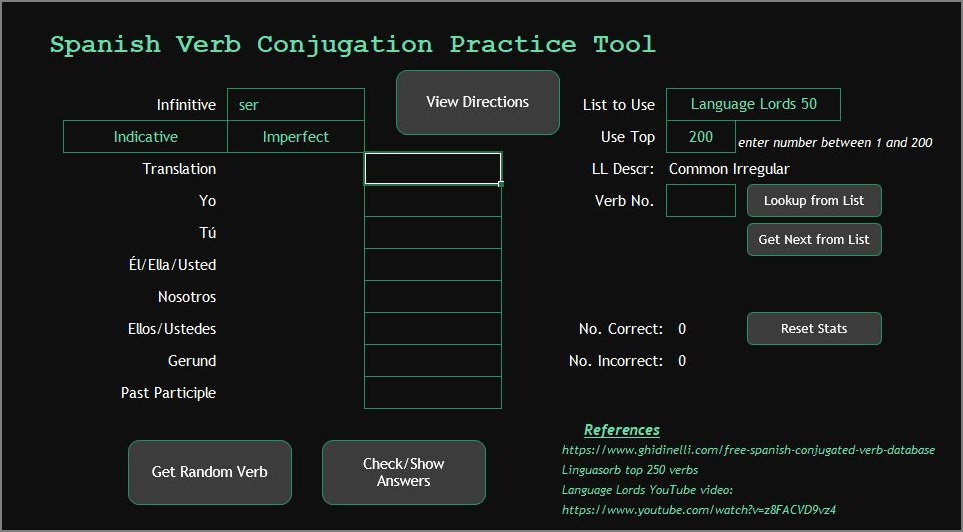 Spanish Verb Conjugation Practice Tool
View Directions
Infinitive ser
Indicative Imperfect
Translation
Yo
Tú
Él/Ella/Usted
Nosotros
Ellos/Ustedes
Gerund
Past Participle
Get Random Verb
Check/Show
Answers
List to Use Language Lords 50
Use Top 200 enter number between 1 and 200
LL Descr: Common Irregular
Verb No. Lookup from List
Get Next from List
No. Correct: 0 Reset Stats
No. Incorrect: 0
References
https://www.ghidinelli.com/free-spanish-conjugated-verb-database
Linguasorb top 250 verbs
Language Lords YouTube video:
https://www.youtube.com/watch?v=z8FACVD9vz4